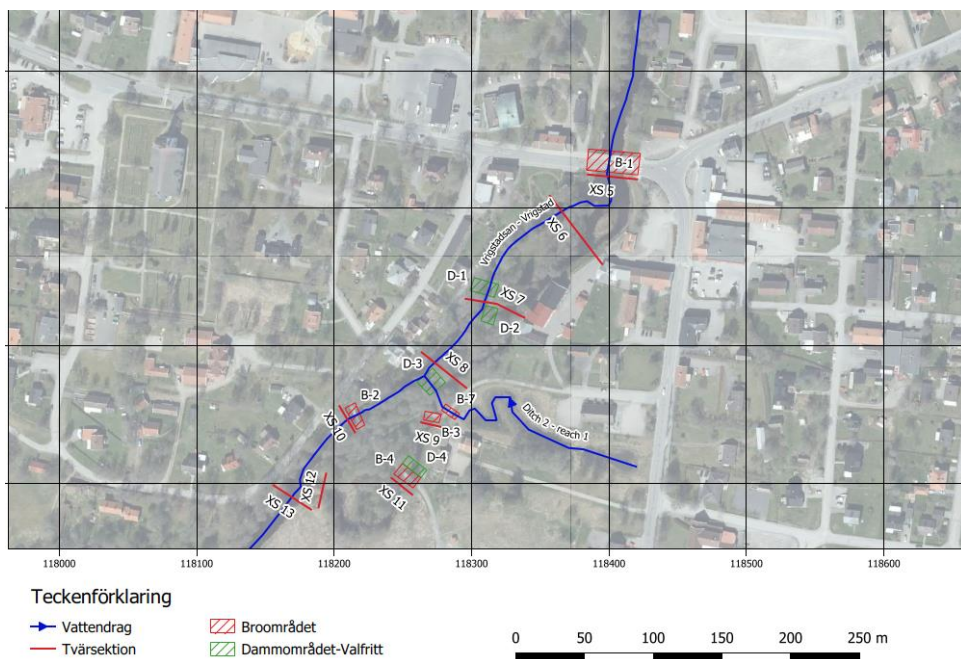 B-1
XS 5
Vrigstadsan - Vrigstad
XS 6
D-1
XS 7
D-2
D-3
XS 8
B-2
B-7
XS 10
B-3
XS 9
Ditch 2 - reach 1
B-4
D-4
XS 12
XS 11
XS 13
118000 118100 118200 118300 118400 118500 118600
Teckenförklaring
Vattendrag Broområdet
Tvärsektion Dammområdet-Valfritt
0 50 100 150 200 250 m